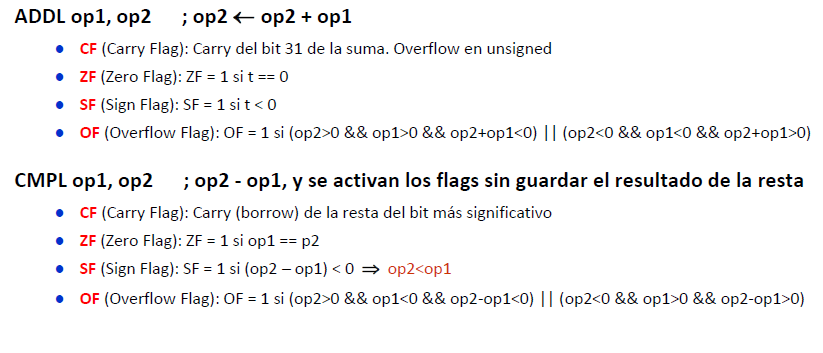 ADDL op1, op2 ; op2 ← op2 + op1
● CF (Carry Flag): Carry del bit 31 de la suma. Overflow en unsigned
● ZF (Zero Flag): ZF = 1 si t == 0
● SF (Sign Flag): SF = 1 si t < 0
● OF (Overflow Flag): OF = 1 si (op2>0 && op1>0 && op2+op1<0) || (op2<0 && op1<0 && op2+op1>0)
CMPL op1, op2 ; op2 - op1, y se activan los flags sin guardar el resultado de la resta
● CF (Carry Flag): Carry (borrow) de la resta del bit más significativo
● ZF (Zero Flag): ZF = 1 si op1 == p2
● SF (Sign Flag): SF = 1 si (op2 – op1) < 0 ⇒ op2<op1
● OF (Overflow Flag): OF = 1 si (op2>0 && op1<0 && op2-op1<0) || (op2<0 && op1>0 && op2-op1>0)